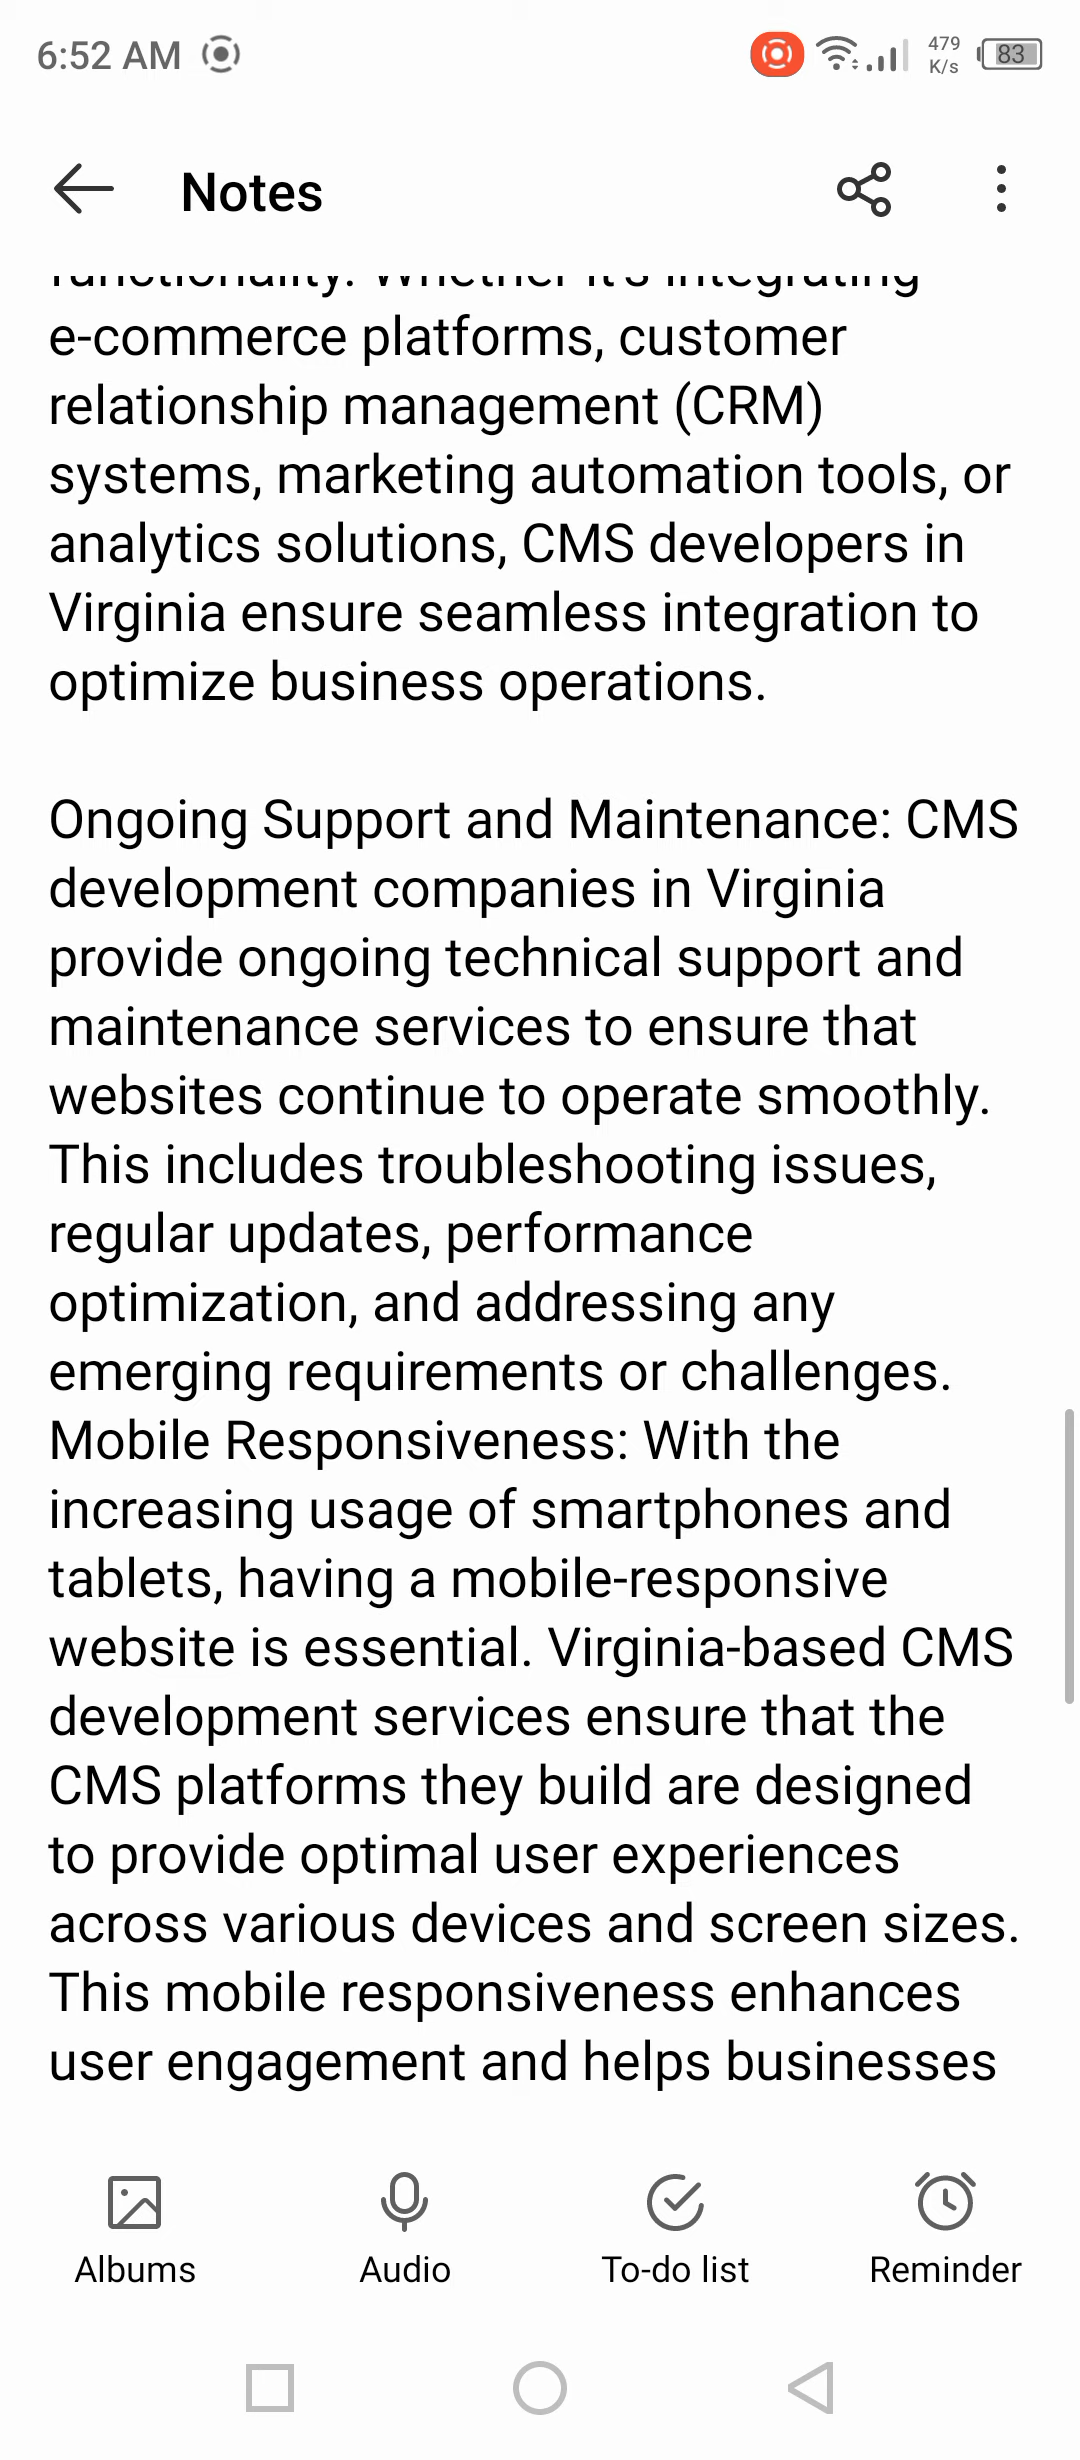 6:52 AM
479
K/s
83
Notes
functionality. Whether it's integrating
e-commerce platforms, customer
relationship management (CRM)
systems, marketing automation tools, or
analytics solutions, CMS developers in
Virginia ensure seamless integration to
optimize business operations.
Ongoing Support and Maintenance: CMS
development companies in Virginia
provide ongoing technical support and
maintenance services to ensure that
websites continue to operate smoothly.
This includes troubleshooting issues,
regular updates, performance
optimization, and addressing any
emerging requirements or challenges.
Mobile Responsiveness: With the
increasing usage of smartphones and
tablets, having a mobile-responsive
website is essential. Virginia-based CMS
development services ensure that the
CMS platforms they build are designed
to provide optimal user experiences
across various devices and screen sizes.
This mobile responsiveness enhances
user engagement and helps businesses
Albums
Audio
To-do list
Reminder